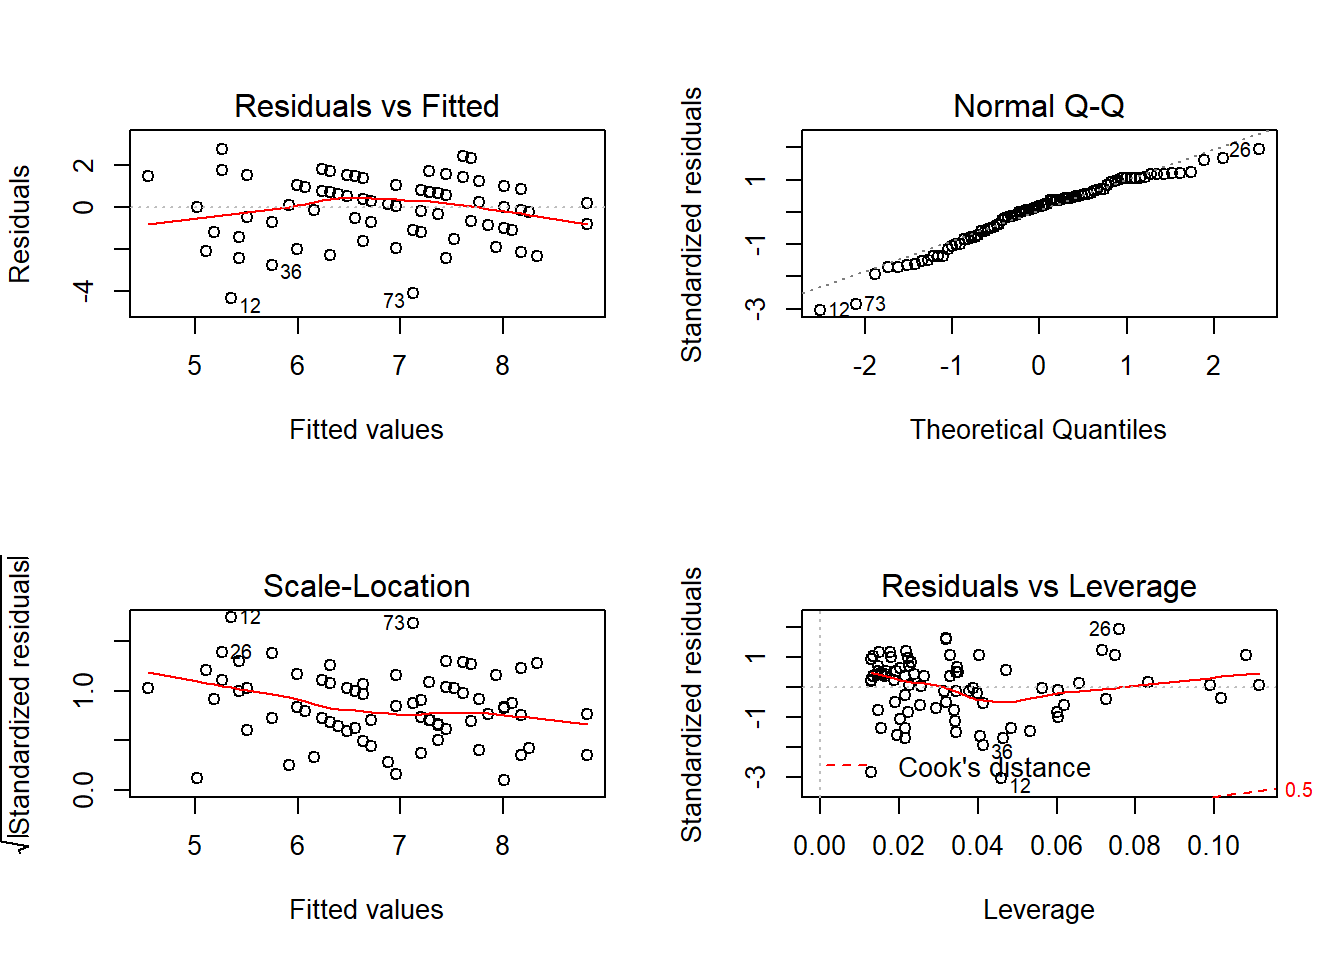 Residuals vs Fitted
Residuals
2
0
-4
36
12
73
5 6 7 8
Fitted values
Normal Q-Q
Standardized residuals
1
-1
-3
26
12
73
-2 -1 0 1 2
Theoretical Quantiles
Scale-Location
√|Standardized residuals|
1.0
0.0
12
73
26
5 6 7 8
Fitted values
Residuals vs Leverage
Standardized residuals
1
-1
-3
26
36
Cook's distance
12
0.5
0.00 0.02 0.04 0.06 0.08 0.10
Leverage